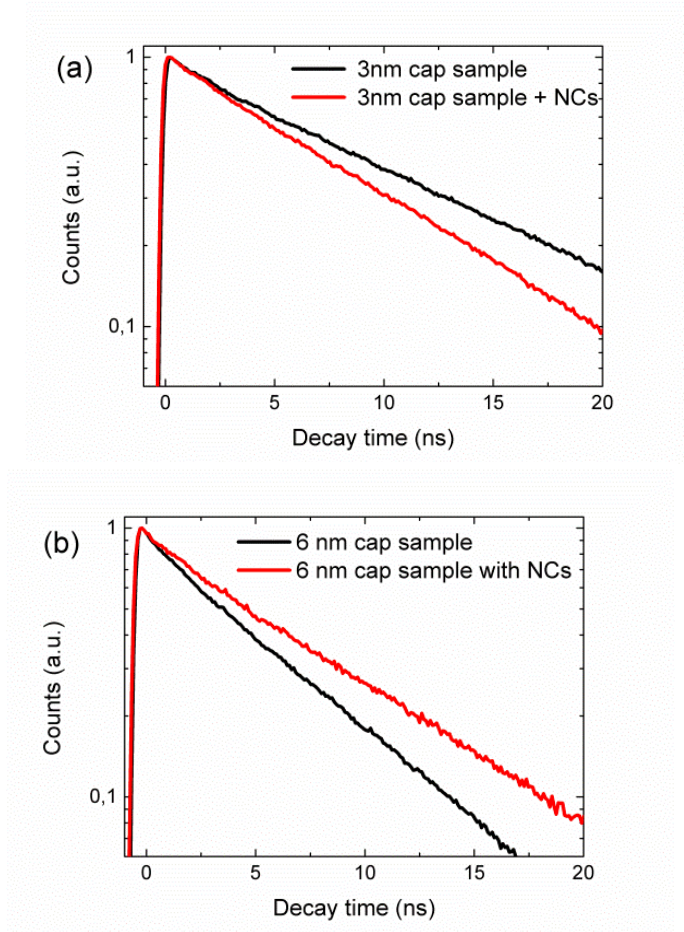 (a)
3nm cap sample
3nm cap sample + NCs
1
0,1
Counts (a.u.)
0 5 10 15 20
Decay time (ns)
(b)
6 nm cap sample
6 nm cap sample with NCs
1
0,1
Counts (a.u.)
0 5 10 15 20
Decay time (ns)